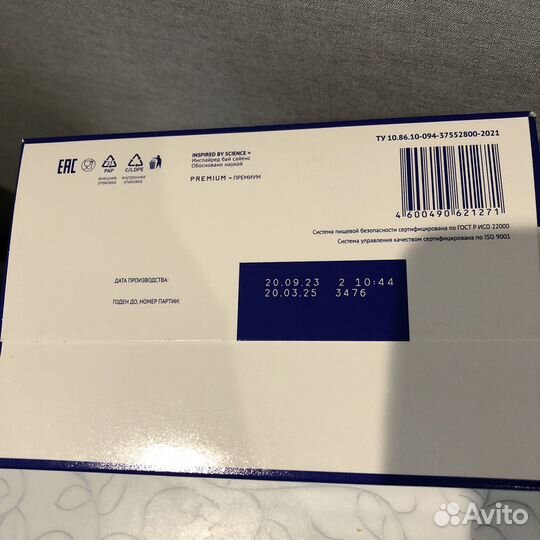 ТУ 10.86.10-094-37552800-2021
EAC
PAP
C/LDPE
внешняя упаковка
внутренняя упаковка
INSPIRED BY SCIENCE =
Инспайред бай сайенс
Обосновано наукой
PREMIUM = ПРЕМИУМ
4 600490 621271
Система пищевой безопасности сертифицирована по ГОСТ Р ИСО 22000
Система управления качеством сертифицирована по ISO 9001
ДАТА ПРОИЗВОДСТВА:
20.09.23 2 10:44
ГОДЕН ДО, НОМЕР ПАРТИИ:
20.03.25 3476
Avito